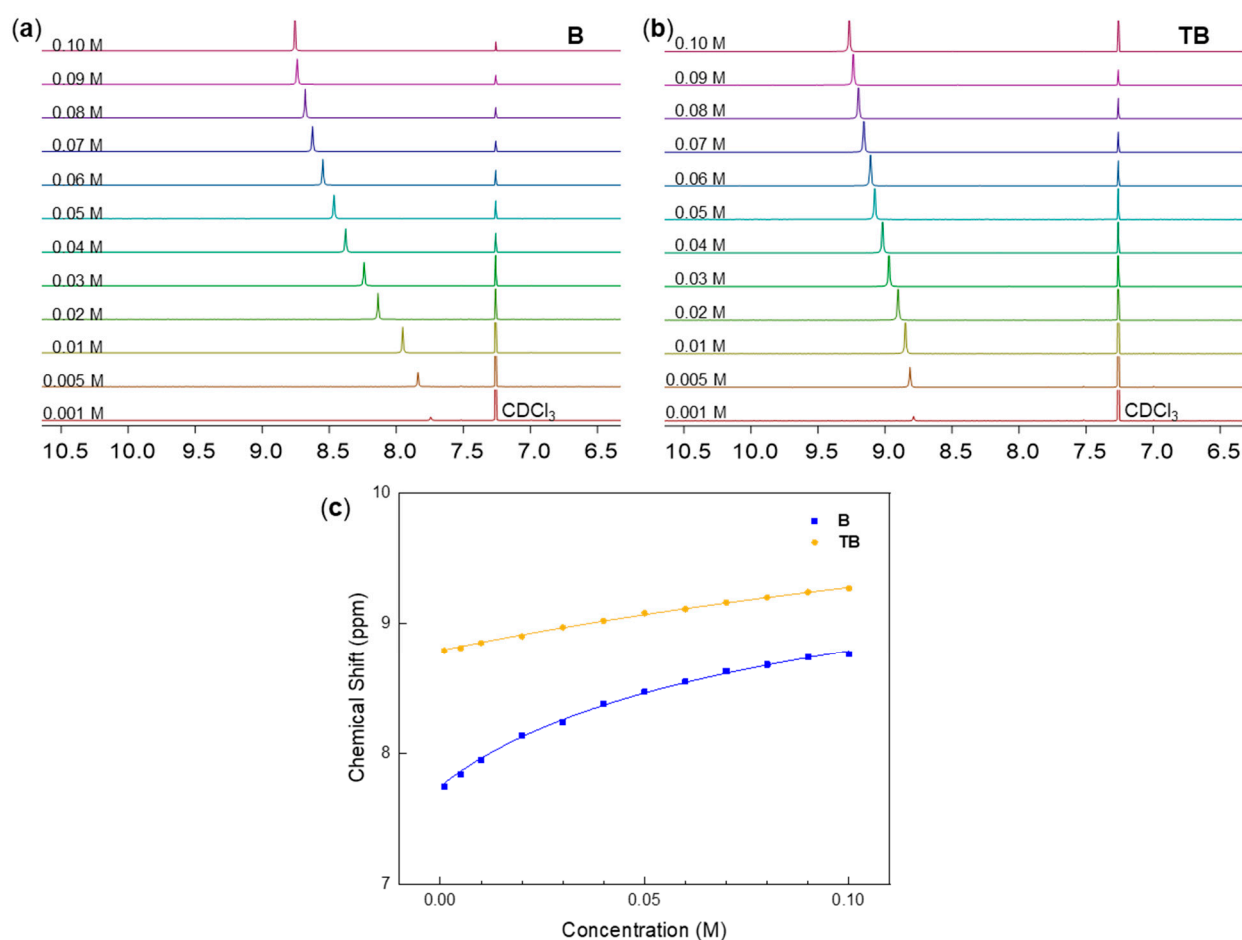 (a) B
0.10 M
0.09 M
0.08 M
0.07 M
0.06 M
0.05 M
0.04 M
0.03 M
0.02 M
0.01 M
0.005 M
0.001 M CDCl₃
10.5 10.0 9.5 9.0 8.5 8.0 7.5 7.0 6.5
(b) TB
0.10 M
0.09 M
0.08 M
0.07 M
0.06 M
0.05 M
0.04 M
0.03 M
0.02 M
0.01 M
0.005 M
0.001 M CDCl₃
10.5 10.0 9.5 9.0 8.5 8.0 7.5 7.0 6.5
(c)
B
TB
10
9
8
7
Chemical Shift (ppm)
0.00 0.05 0.10
Concentration (M)